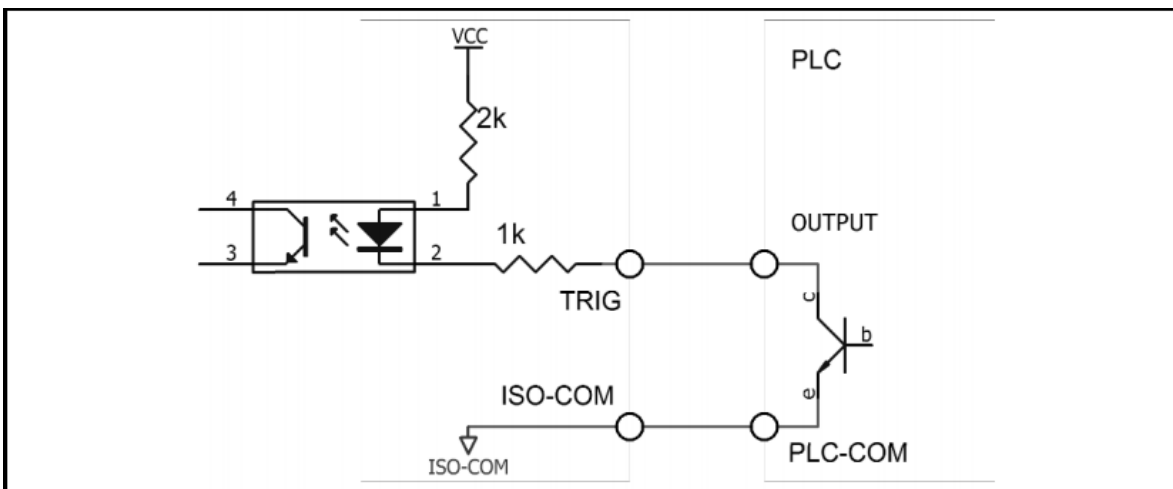 VCC
PLC
2k
4
1
OUTPUT
1k
3
2
c
TRIG
b
e
ISO-COM
PLC-COM
ISO-COM